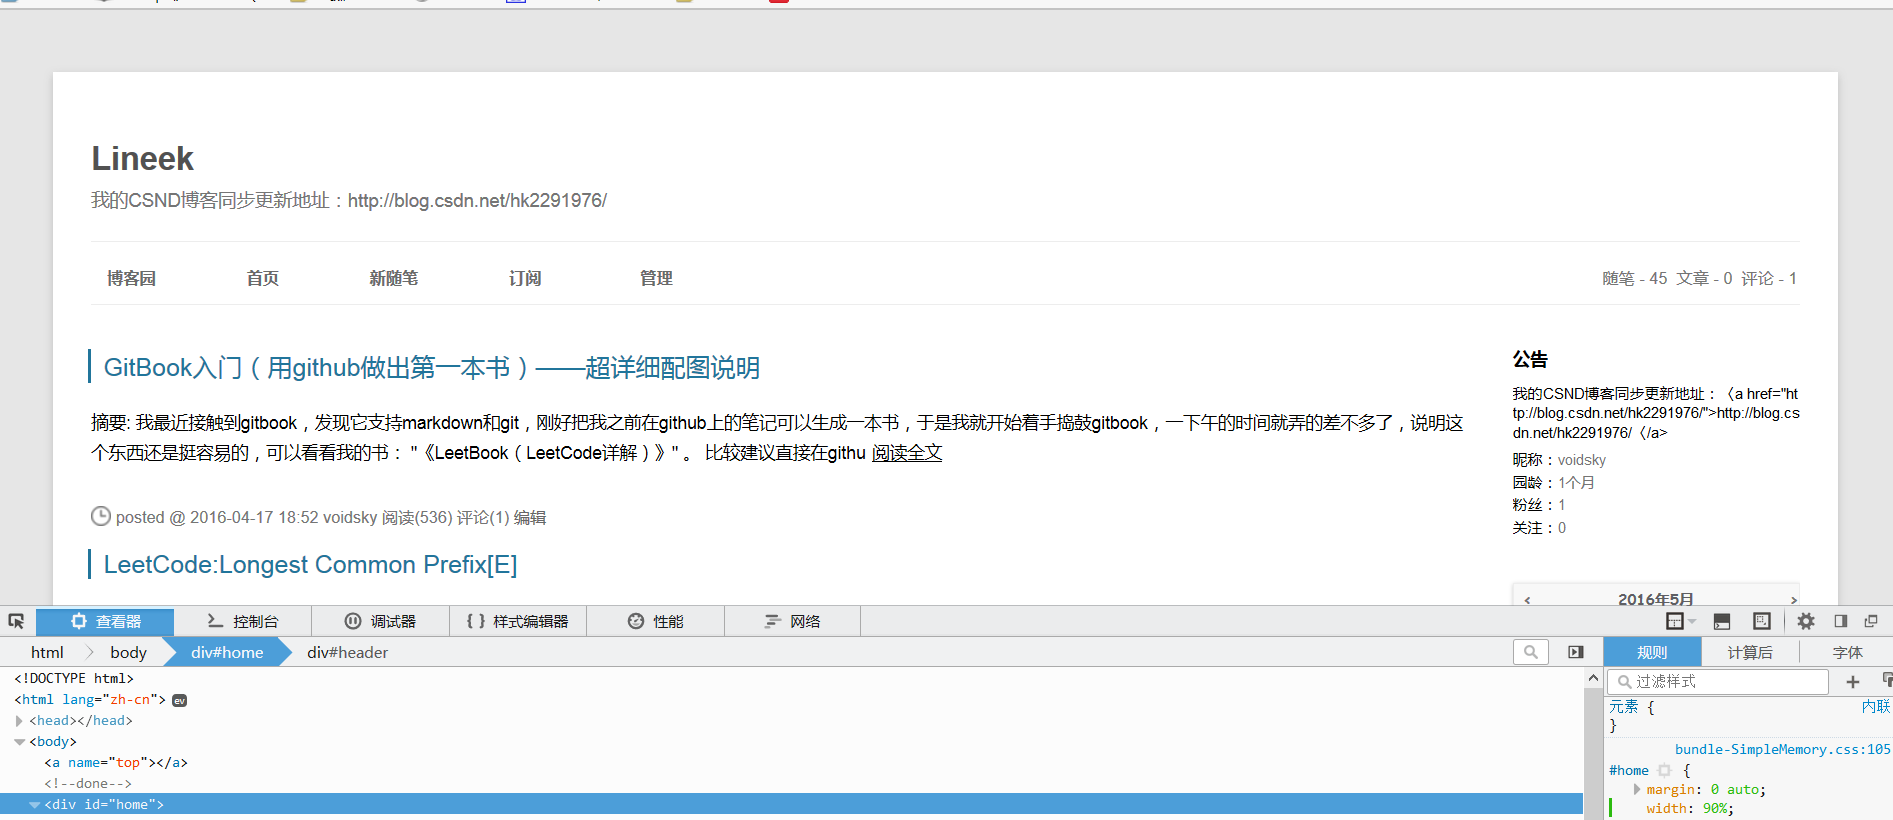 Lineek
我的CSND博客同步更新地址：http://blog.csdn.net/hk2291976/
博客园 首页 新随笔 订阅 管理 随笔 - 45 文章 - 0 评论 - 1
GitBook入门（用github做出第一本书）——超详细配图说明
摘要: 我最近接触到gitbook，发现它支持markdown和git，刚好把我之前在github上的笔记可以生成一本书，于是我就开始着手捣鼓gitbook，一下午的时间就弄的差不多了，说明这
个东西还是挺容易的，可以看看我的书： "《LeetBook（LeetCode详解）》" 。 比较建议直接在githu 阅读全文
posted @ 2016-04-17 18:52 voidsky 阅读(536) 评论(1) 编辑
LeetCode:Longest Common Prefix[E]
公告
我的CSND博客同步更新地址：〈a href="ht
tp://blog.csdn.net/hk2291976/">http://blog.cs
dn.net/hk2291976/〈/a>
昵称：voidsky
园龄：1个月
粉丝：1
关注：0
< 2016年5月 >
查看器 控制台 调试器 { } 样式编辑器 性能 网络
html body div#home div#header
规则 计算后 字体
<!DOCTYPE html>
<html lang="zh-cn"> ev
<head></head>
<body>
<a name="top"></a>
<!--done-->
<div id="home">
过滤样式
元素 { 内联
}
bundle-SimpleMemory.css:105
#home {
margin: 0 auto;
width: 90%;